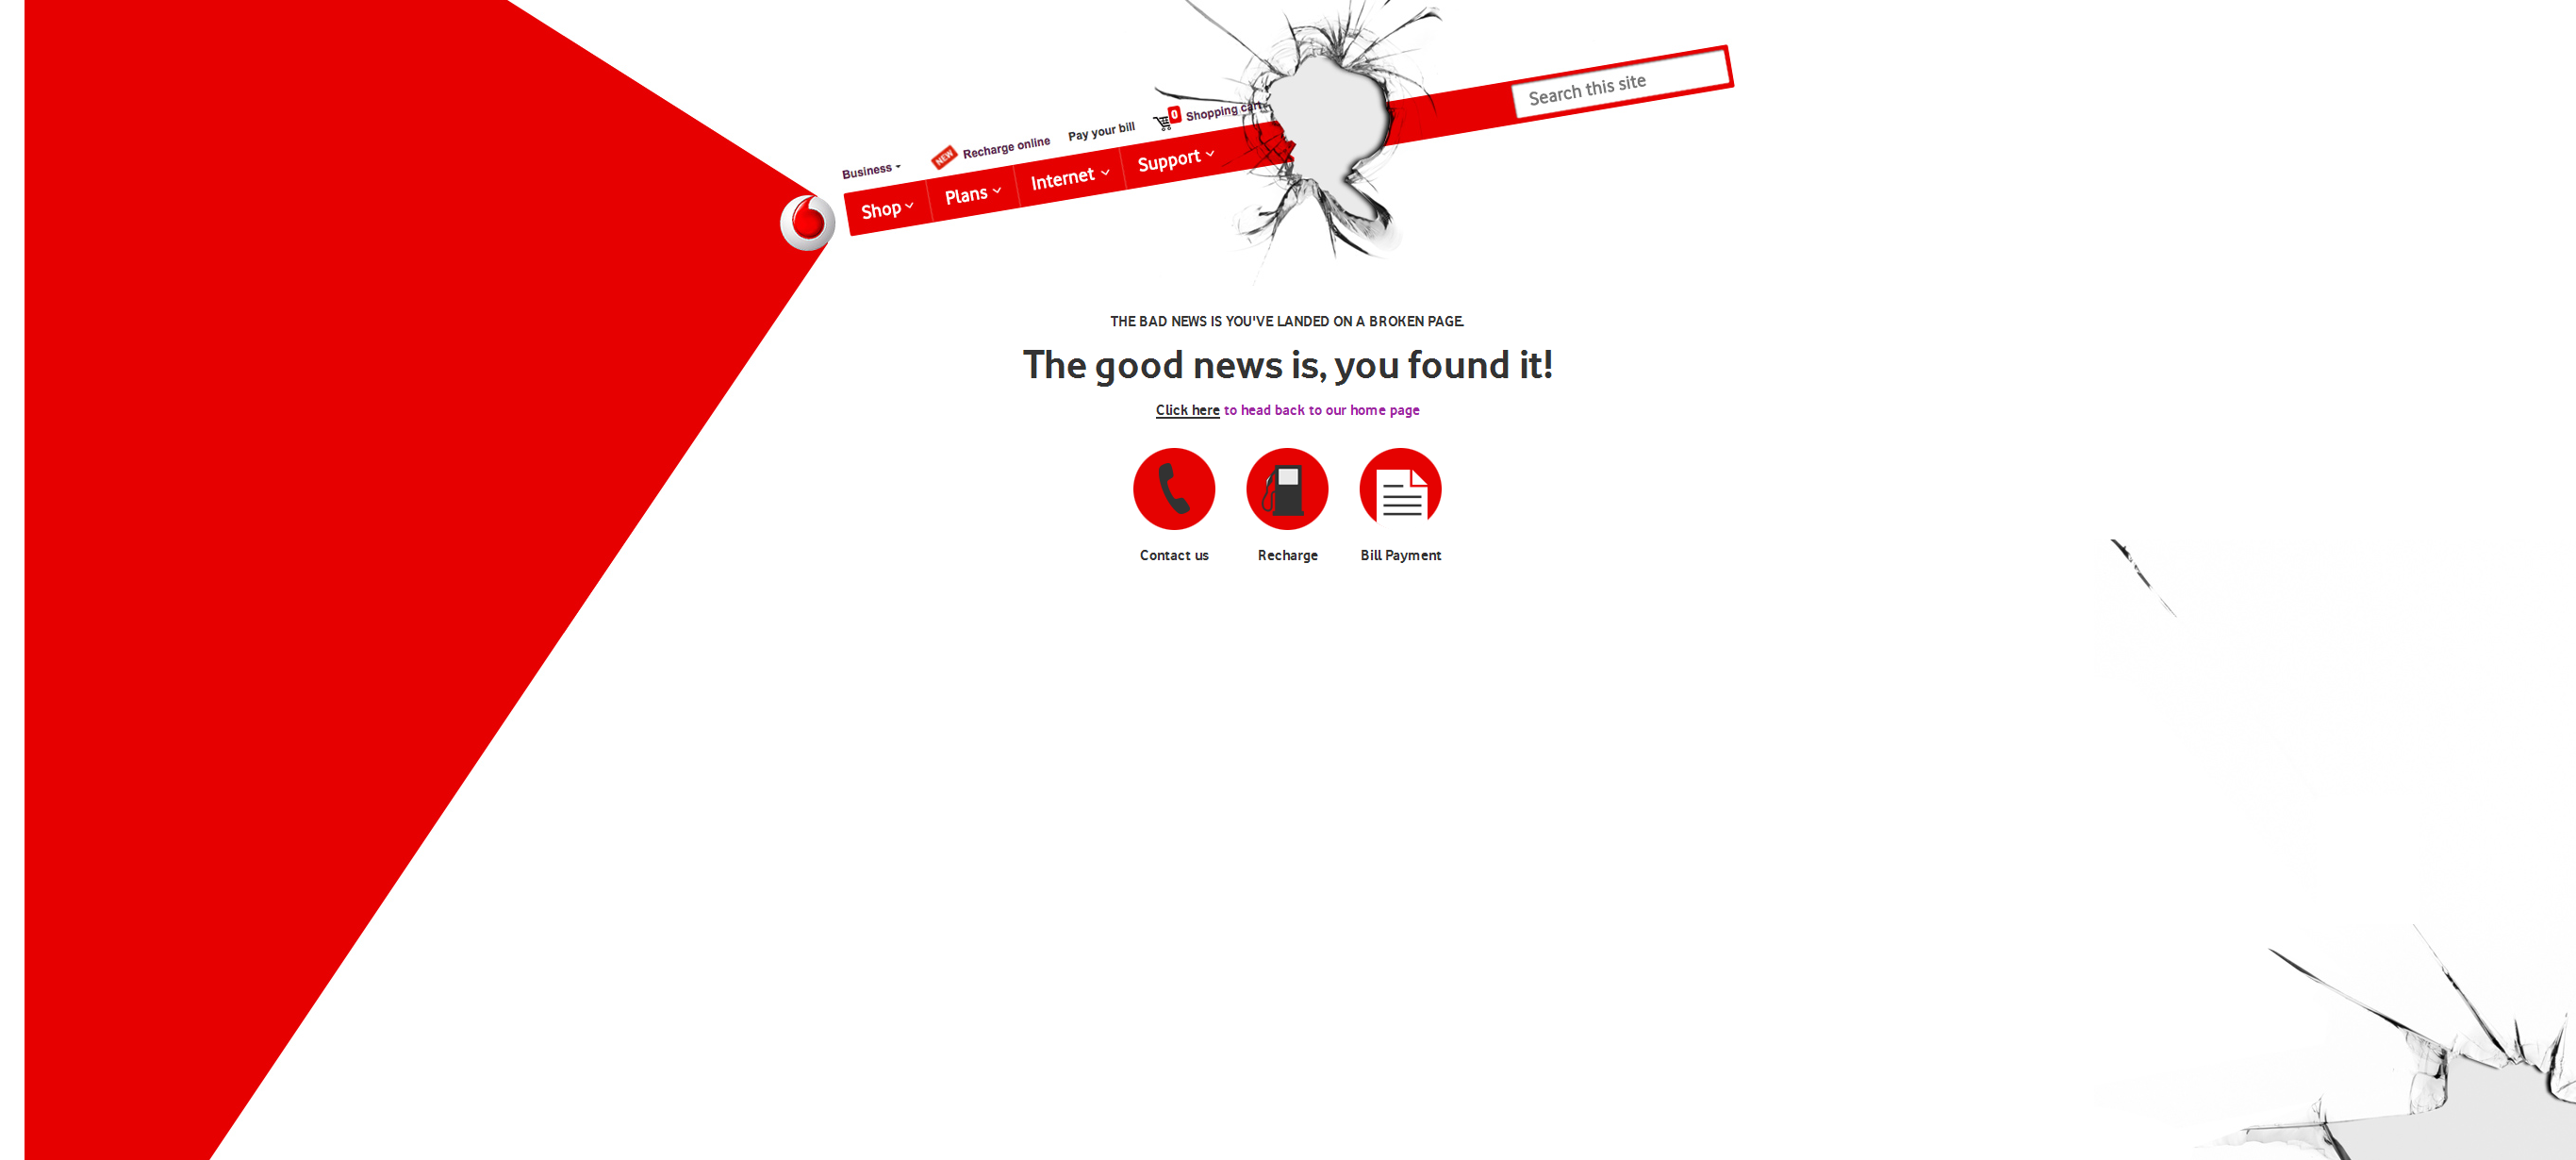 Business
NEW Recharge online
Pay your bill
0 Shopping cart
Shop
Plans
Internet
Support
Search this site
THE BAD NEWS IS YOU'VE LANDED ON A BROKEN PAGE.
The good news is, you found it!
Click here to head back to our home page
Contact us
Recharge
Bill Payment